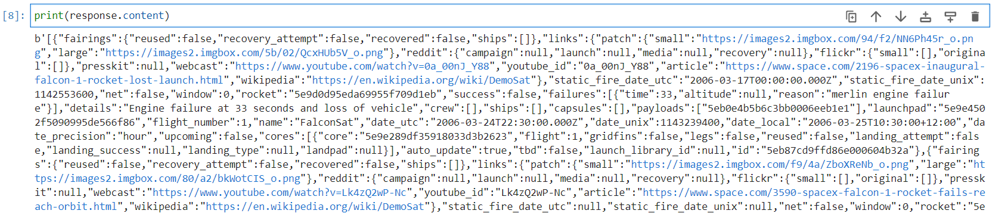 [8]: print(response.content)
b'[{"fairings":{"reused":false,"recovery_attempt":false,"recovered":false,"ships":[]},"links":{"patch":{"small":"https://images2.imgbox.com/94/f2/NN6Ph45r_o.pn
g","large":"https://images2.imgbox.com/5b/02/QcxHUb5V_o.png"},"reddit":{"campaign":null,"launch":null,"media":null,"recovery":null},"flickr":{"small":[],"origina
l":[]},"presskit":null,"webcast":"https://www.youtube.com/watch?v=0a_00nJ_Y88","youtube_id":"0a_00nJ_Y88","article":"https://www.space.com/2196-spacex-inaugural-
falcon-1-rocket-lost-launch.html","wikipedia":"https://en.wikipedia.org/wiki/DemoSat"},"static_fire_date_utc":"2006-03-17T00:00:00.000Z","static_fire_date_unix":
1142553600,"net":false,"window":0,"rocket":"5e9d0d95eda69955f709d1eb","success":false,"failures":[{"time":33,"altitude":null,"reason":"merlin engine failur
e"}],"details":"Engine failure at 33 seconds and loss of vehicle","crew":[],"ships":[],"capsules":[],"payloads":["5eb0e4b5b6c3bb0006eeb1e1"],"launchpad":"5e9e450
2f5090995de566f86","flight_number":1,"name":"FalconSat","date_utc":"2006-03-24T22:30:00.000Z","date_unix":1143239400,"date_local":"2006-03-25T10:30:00+12:00","da
te_precision":"hour","upcoming":false,"cores":[{"core":"5e9e289df35918033d3b2623","flight":1,"gridfins":false,"legs":false,"reused":false,"landing_attempt":fals
e,"landing_success":null,"landing_type":null,"landpad":null}],"auto_update":true,"tbd":false,"launch_library_id":null,"id":"5eb87cd9ffd86e000604b32a"},{"fairing
s":{"reused":false,"recovery_attempt":false,"recovered":false,"ships":[]},"links":{"patch":{"small":"https://images2.imgbox.com/f9/4a/ZboXReNb_o.png","large":"ht
tps://images2.imgbox.com/80/a2/bkWotCIS_o.png"},"reddit":{"campaign":null,"launch":null,"media":null,"recovery":null},"flickr":{"small":[],"original":[]},"pressk
it":null,"webcast":"https://www.youtube.com/watch?v=Lk4zQ2wP-Nc","youtube_id":"Lk4zQ2wP-Nc","article":"https://www.space.com/3590-spacex-falcon-1-rocket-fails-re
ach-orbit.html","wikipedia":"https://en.wikipedia.org/wiki/DemoSat"},"static_fire_date_utc":null,"static_fire_date_unix":null,"net":false,"window":0,"rocket":"5e